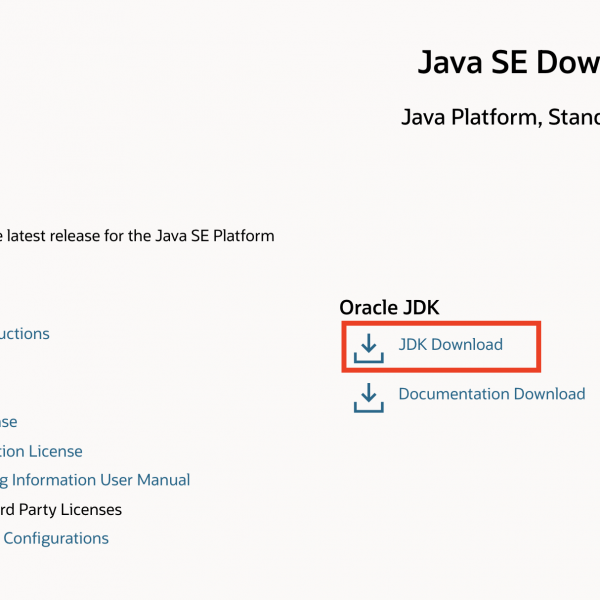 Java SE Dow
Java Platform, Stand
latest release for the Java SE Platform
Oracle JDK
uctions
JDK Download
Documentation Download
se
tion License
g Information User Manual
rd Party Licenses
Configurations